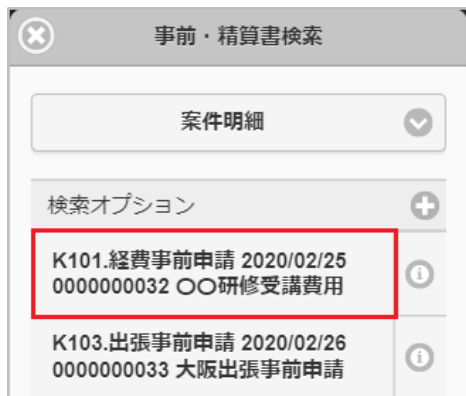 事前・精算書検索
案件明細
検索オプション
K101.経費事前申請 2020/02/25
0000000032 〇〇研修受講費用
K103.出張事前申請 2020/02/26
0000000033 大阪出張事前申請